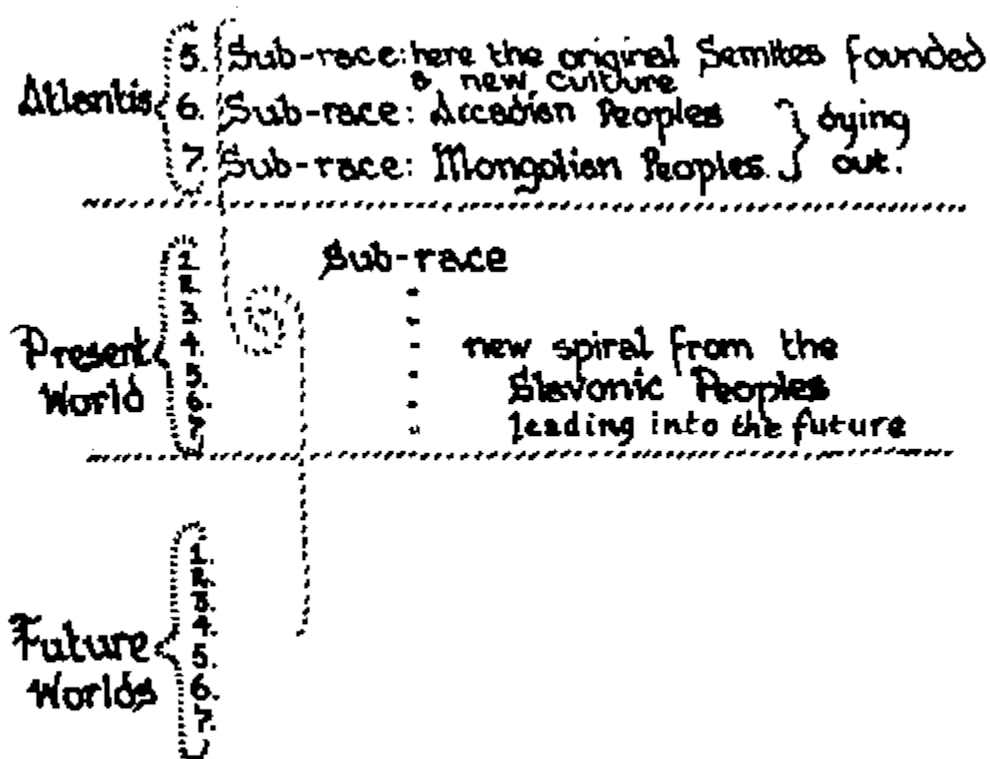 Atlantis
5. Sub-race: here the original Semites founded
a new culture
6. Sub-race: Accadian Peoples
7. Sub-race: Mongolian Peoples.
dying
out.
Present
World
1.
2.
3.
4.
5.
6.
7.
Sub-race
"
"
"
"
"
"
new spiral from the
Slavonic Peoples
leading into the future
Future
Worlds
1.
2.
3.
4.
5.
6.
7.